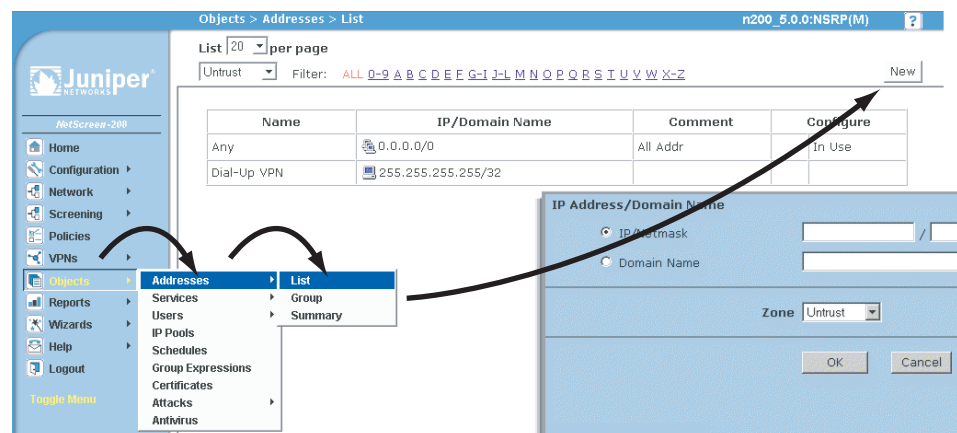 Objects > Addresses > List
n200_5.0.0:NSRP(M)
?
List 20 per page
Untrust
Filter: ALL 0-9 A B C D E F G-I J-L M N O P Q R S T U V W X-Z
New
Juniper
NETWORKS
NetScreen-208
Name IP/Domain Name Comment Configure
Any 0.0.0.0/0 All Addr In Use
Dial-Up VPN 255.255.255.255/32
Home
Configuration
Network
Screening
Policies
VPNs
Objects
Reports
Wizards
Help
Logout
Toggle Menu
Addresses
Services
Users
IP Pools
Schedules
Group Expressions
Certificates
Attacks
Antivirus
List
Group
Summary
IP Address/Domain Name
IP/Netmask /
Domain Name
Zone Untrust
OK Cancel